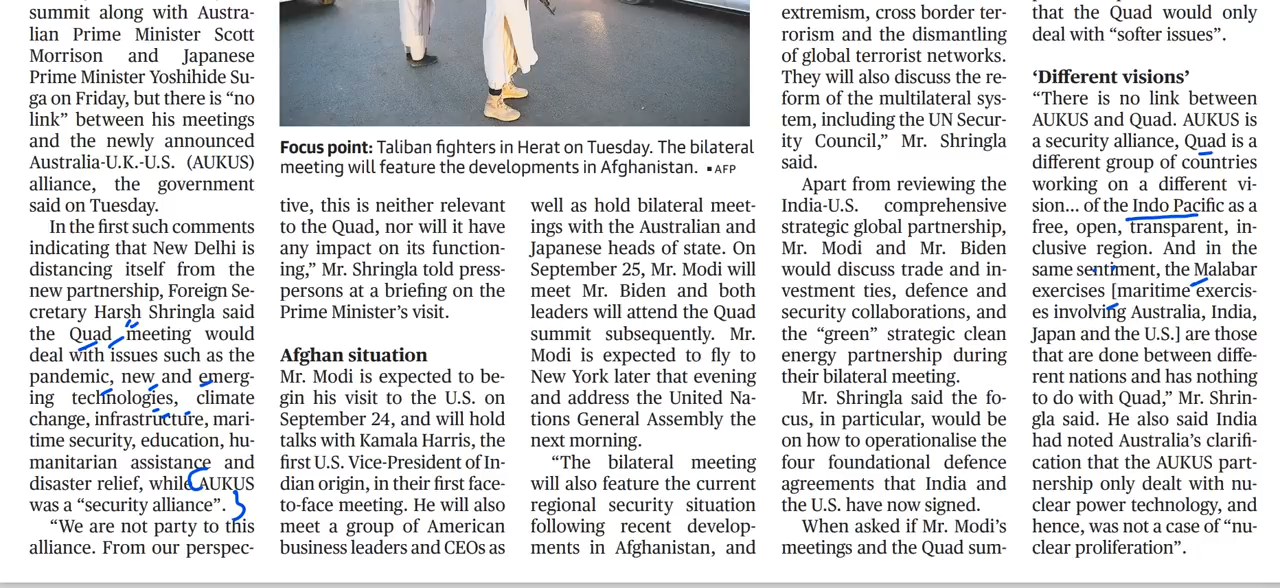 summit along with Austra-
lian Prime Minister Scott
Morrison and Japanese
Prime Minister Yoshihide Su-
ga on Friday, but there is “no
link” between his meetings
and the newly announced
Australia-U.K.-U.S. (AUKUS)
alliance, the government
said on Tuesday.
In the first such comments
indicating that New Delhi is
distancing itself from the
new partnership, Foreign Se-
cretary Harsh Shringla said
the Quad meeting would
deal with issues such as the
pandemic, new and emerg-
ing technologies, climate
change, infrastructure, mari-
time security, education, hu-
manitarian assistance and
disaster relief, while AUKUS
was a “security alliance”.
“We are not party to this
alliance. From our perspec-
Focus point: Taliban fighters in Herat on Tuesday. The bilateral
meeting will feature the developments in Afghanistan. ▪ AFP
tive, this is neither relevant
to the Quad, nor will it have
any impact on its function-
ing,” Mr. Shringla told press-
persons at a briefing on the
Prime Minister’s visit.
Afghan situation
Mr. Modi is expected to be-
gin his visit to the U.S. on
September 24, and will hold
talks with Kamala Harris, the
first U.S. Vice-President of In-
dian origin, in their first face-
to-face meeting. He will also
meet a group of American
business leaders and CEOs as
well as hold bilateral meet-
ings with the Australian and
Japanese heads of state. On
September 25, Mr. Modi will
meet Mr. Biden and both
leaders will attend the Quad
summit subsequently. Mr.
Modi is expected to fly to
New York later that evening
and address the United Na-
tions General Assembly the
next morning.
“The bilateral meeting
will also feature the current
regional security situation
following recent develop-
ments in Afghanistan, and
extremism, cross border ter-
rorism and the dismantling
of global terrorist networks.
They will also discuss the re-
form of the multilateral sys-
tem, including the UN Secur-
ity Council,” Mr. Shringla
said.
Apart from reviewing the
India-U.S. comprehensive
strategic global partnership,
Mr. Modi and Mr. Biden
would discuss trade and in-
vestment ties, defence and
security collaborations, and
the “green” strategic clean
energy partnership during
their bilateral meeting.
Mr. Shringla said the fo-
cus, in particular, would be
on how to operationalise the
four foundational defence
agreements that India and
the U.S. have now signed.
When asked if Mr. Modi’s
meetings and the Quad sum-
that the Quad would only
deal with “softer issues”.
‘Different visions’
“There is no link between
AUKUS and Quad. AUKUS is
a security alliance, Quad is a
different group of countries
working on a different vi-
sion... of the Indo Pacific as a
free, open, transparent, in-
clusive region. And in the
same sentiment, the Malabar
exercises [maritime exercis-
es involving Australia, India,
Japan and the U.S.] are those
that are done between diffe-
rent nations and has nothing
to do with Quad,” Mr. Shrin-
gla said. He also said India
had noted Australia’s clarifi-
cation that the AUKUS part-
nership only dealt with nu-
clear power technology, and
hence, was not a case of “nu-
clear proliferation”.